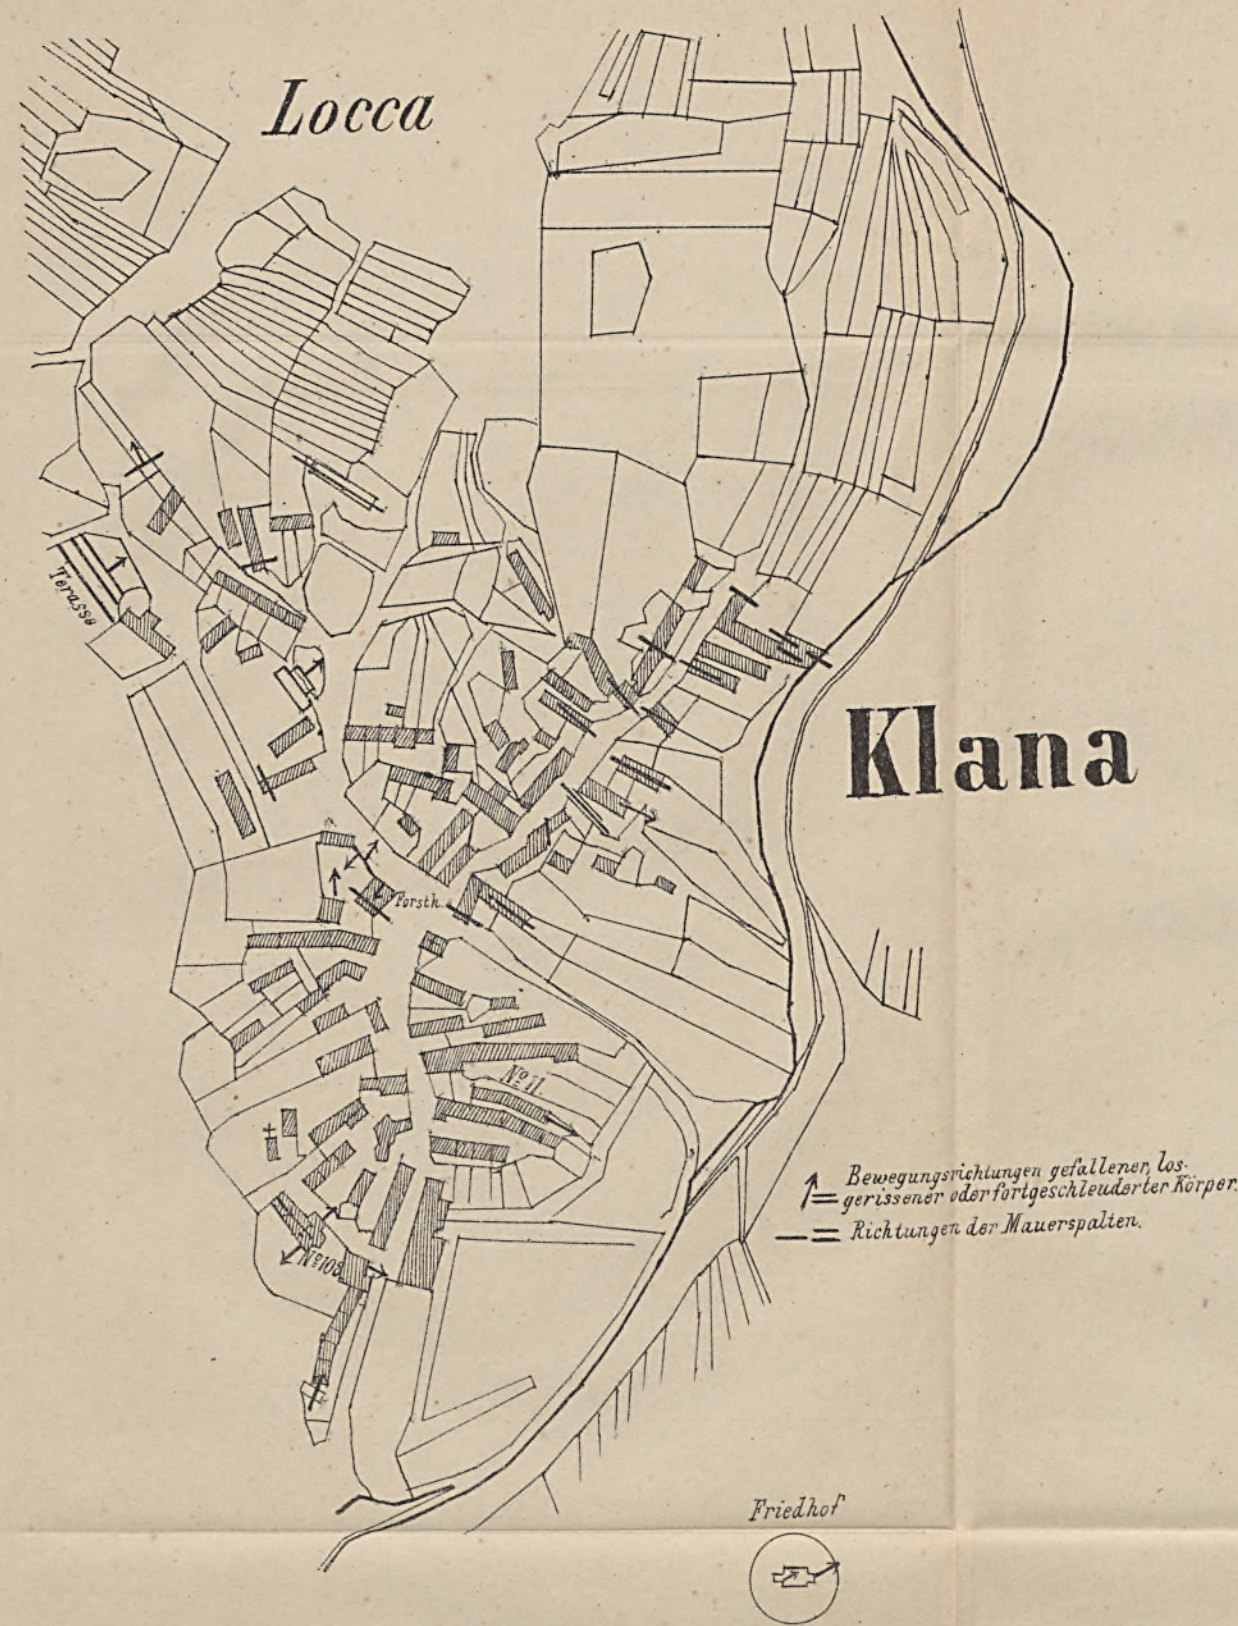 Locca
Terasse
Klana
Forsth.
Nº 11.
Bewegungsrichtungen gefallener, los-
gerissener oder fortgeschleuderter Körper.
Richtungen der Mauerspalten.
Nº 108
Friedhof